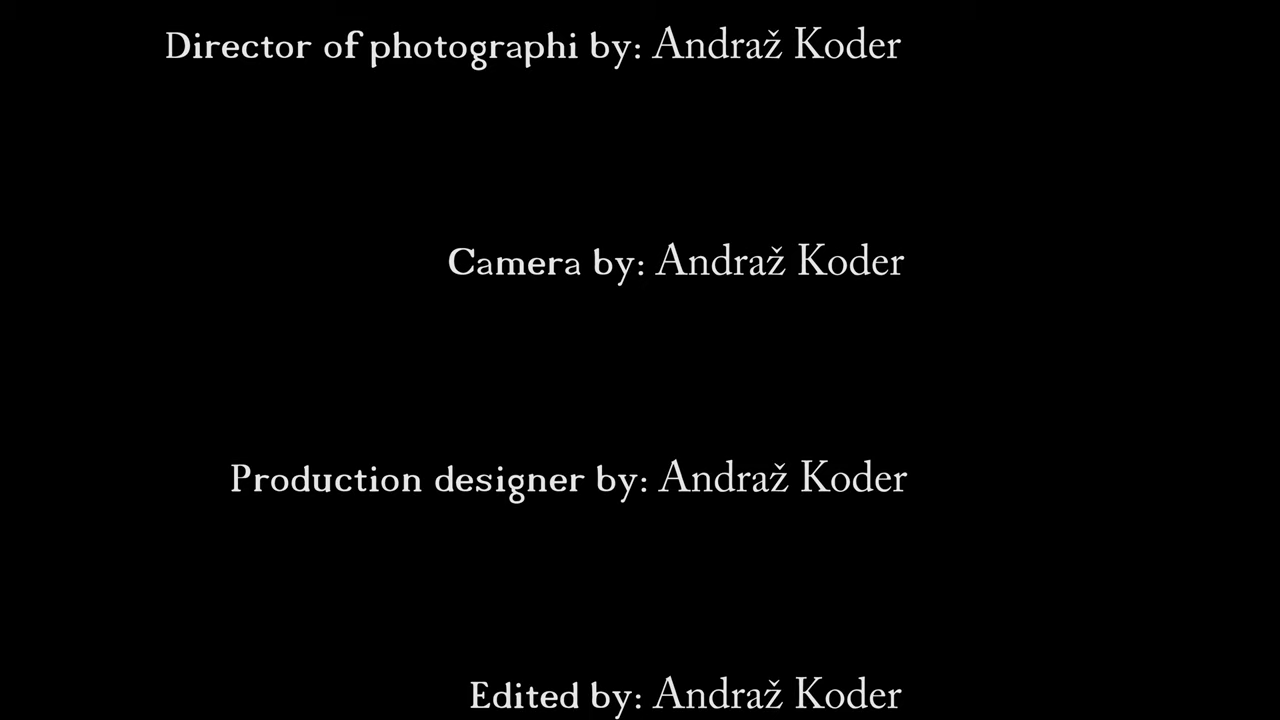 Director of photographi by: Andraž Koder
Camera by: Andraž Koder
Production designer by: Andraž Koder
Edited by: Andraž Koder